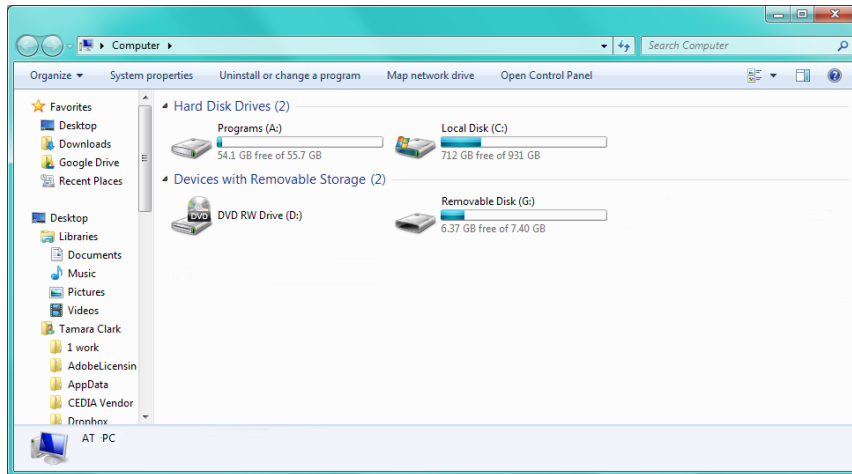 Computer
Search Computer
Organize
System properties
Uninstall or change a program
Map network drive
Open Control Panel
Favorites
Desktop
Downloads
Google Drive
Recent Places
Desktop
Libraries
Documents
Music
Pictures
Videos
Tamara Clark
1 work
AdobeLicensin
AppData
CEDIA Vendor
Dropbox
Hard Disk Drives (2)
Programs (A:)
54.1 GB free of 55.7 GB
Local Disk (C:)
712 GB free of 931 GB
Devices with Removable Storage (2)
DVD
DVD RW Drive (D:)
Removable Disk (G:)
6.37 GB free of 7.40 GB
AT -PC